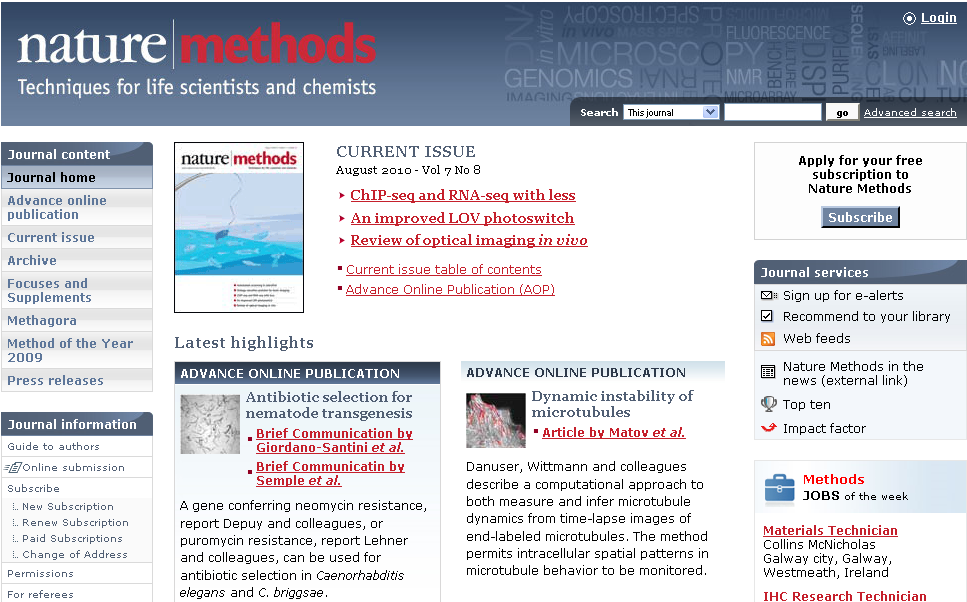 nature methods
Techniques for life scientists and chemists
Login
MICROSCOPY
GENOMICS
FLUORESCENCE
NMR
in vivo
MASS SPEC
MICROARRAY
Search This journal go Advanced search
Journal content
Journal home
Advance online
publication
Current issue
Archive
Focuses and
Supplements
Methagora
Method of the Year
2009
Press releases
Journal information
Guide to authors
Online submission
Subscribe
New Subscription
Renew Subscription
Paid Subscriptions
Change of Address
Permissions
For referees
nature methods
CURRENT ISSUE
August 2010 - Vol 7 No 8
ChIP-seq and RNA-seq with less
An improved LOV photoswitch
Review of optical imaging in vivo
Current issue table of contents
Advance Online Publication (AOP)
Latest highlights
ADVANCE ONLINE PUBLICATION
Antibiotic selection for
nematode transgenesis
Brief Communication by
Giordano-Santini et al.
Brief Communicatin by
Semple et al.
A gene conferring neomycin resistance,
report Depuy and colleagues, or
puromycin resistance, report Lehner
and colleagues, can be used for
antibiotic selection in Caenorhabditis
elegans and C. briggsae.
ADVANCE ONLINE PUBLICATION
Dynamic instability of
microtubules
Article by Matov et al.
Danuser, Wittmann and colleagues
describe a computational approach to
both measure and infer microtubule
dynamics from time-lapse images of
end-labeled microtubules. The method
permits intracellular spatial patterns in
microtubule behavior to be monitored.
Apply for your free
subscription to
Nature Methods
Subscribe
Journal services
Sign up for e-alerts
Recommend to your library
Web feeds
Nature Methods in the
news (external link)
Top ten
Impact factor
Methods
JOBS of the week
Materials Technician
Collins McNicholas
Galway city, Galway,
Westmeath, Ireland
IHC Research Technician